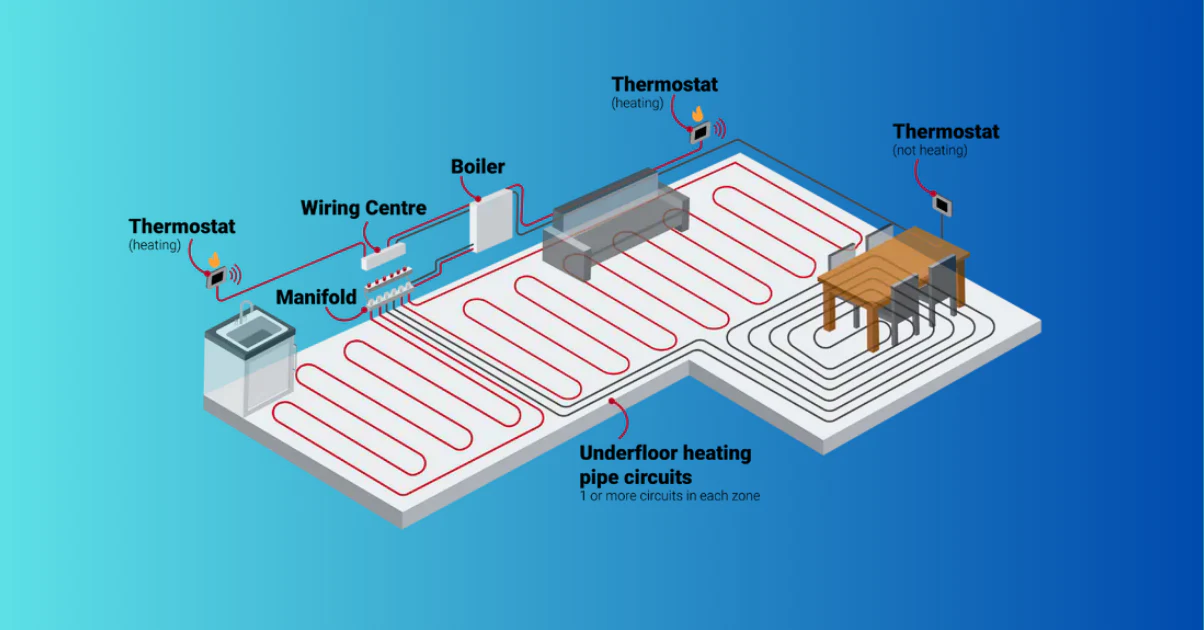 Thermostat
(heating)
Thermostat
(not heating)
Boiler
Wiring Centre
Thermostat
(heating)
Manifold
Underfloor heating
pipe circuits
1 or more circuits in each zone